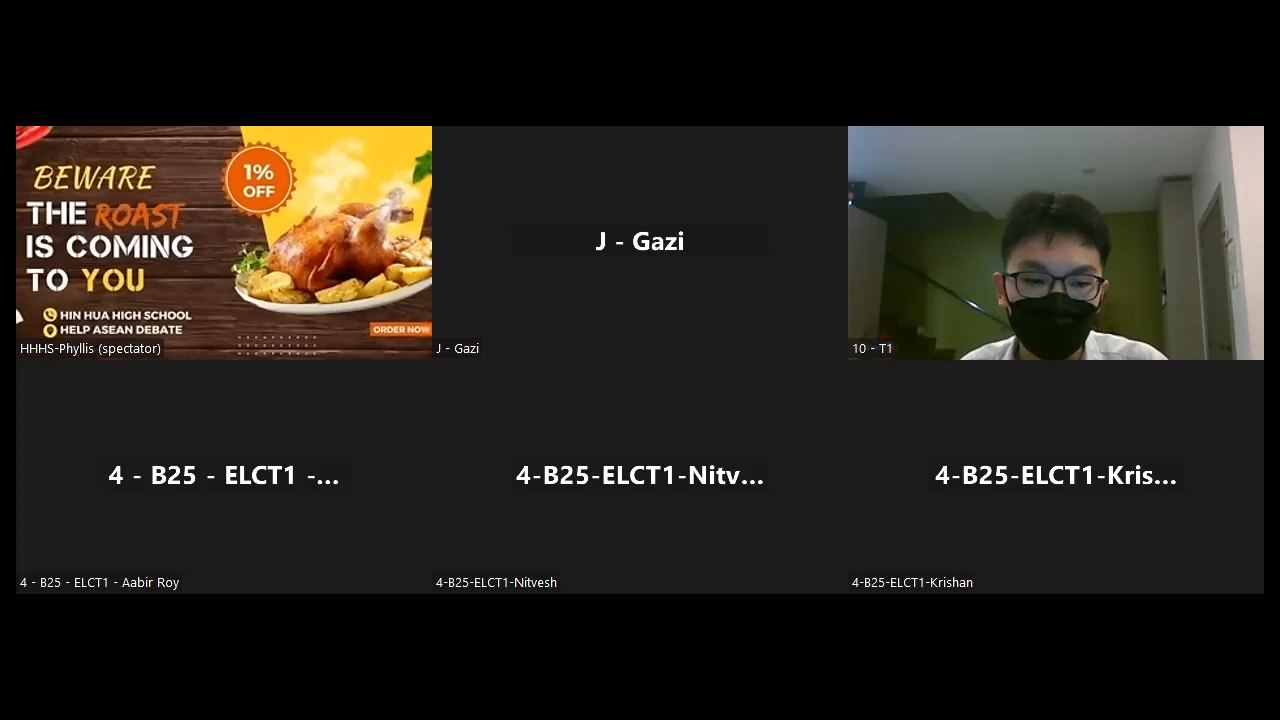 BEWARE
THE ROAST
IS COMING
TO YOU
1%
OFF
HIN HUA HIGH SCHOOL
HELP ASEAN DEBATE
ORDER NOW
HHHS-Phyllis (spectator)
J - Gazi
J - Gazi
10 - T1
4 - B25 - ELCT1 -...
4 - B25 - ELCT1 - Aabir Roy
4-B25-ELCT1-Nitv...
4-B25-ELCT1-Nitvesh
4-B25-ELCT1-Kris...
4-B25-ELCT1-Krishan